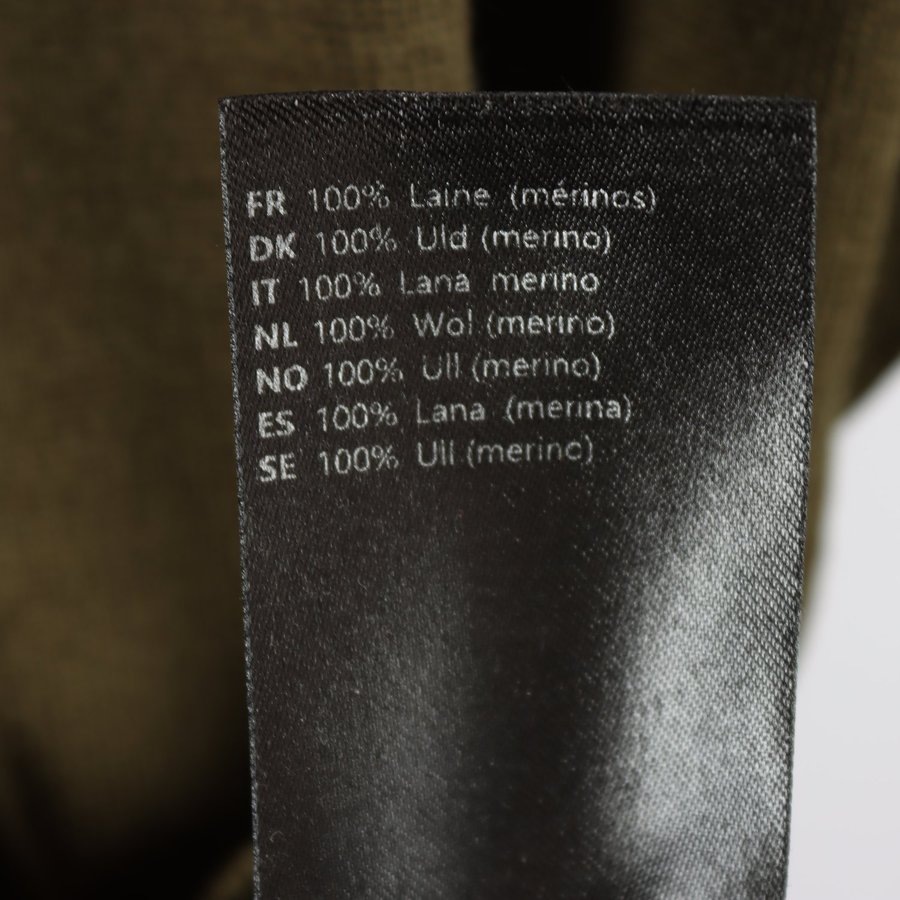 FR 100% Laine (mérinos)
DK 100% Uld (merino)
IT 100% Lana merino
NL 100% Wol (merino)
NO 100% Ull (merino)
ES 100% Lana (merina)
SE 100% Ull (merino)